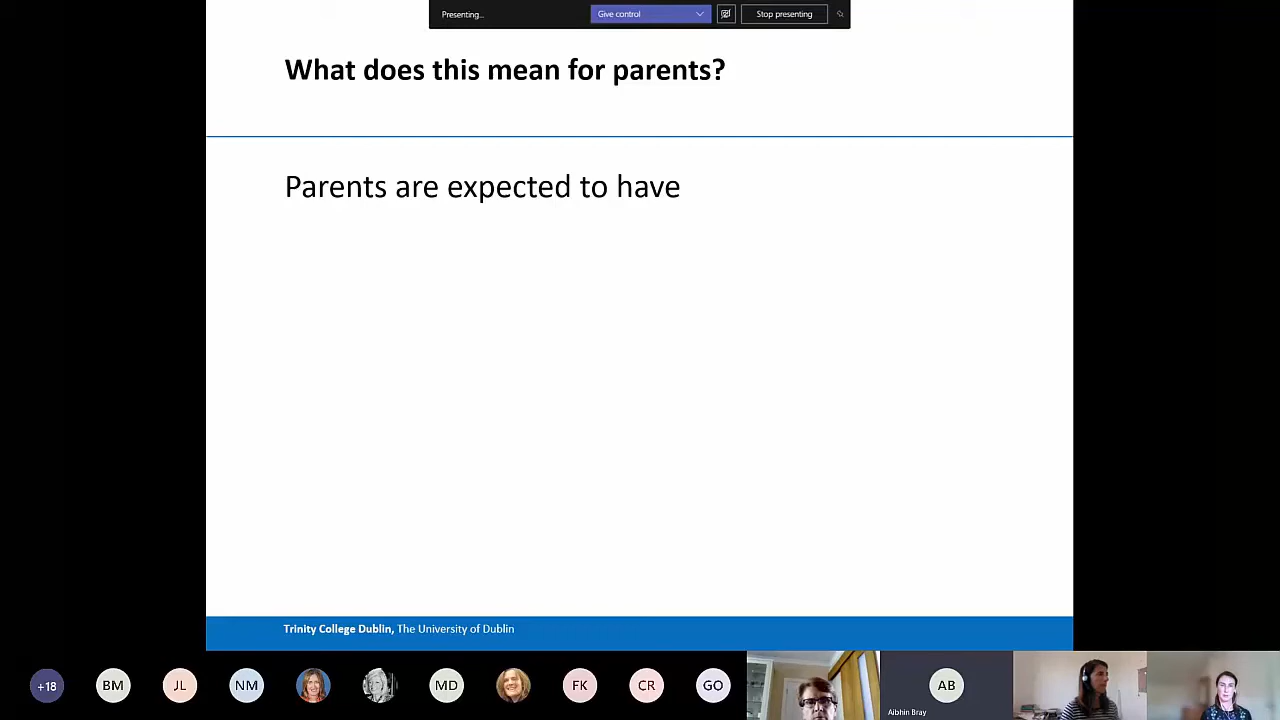 Presenting...
Give control
Stop presenting
What does this mean for parents?
Parents are expected to have
Trinity College Dublin, The University of Dublin
+18
BM
JL
NM
MD
FK
CR
GO
AB
Aibhin Bray